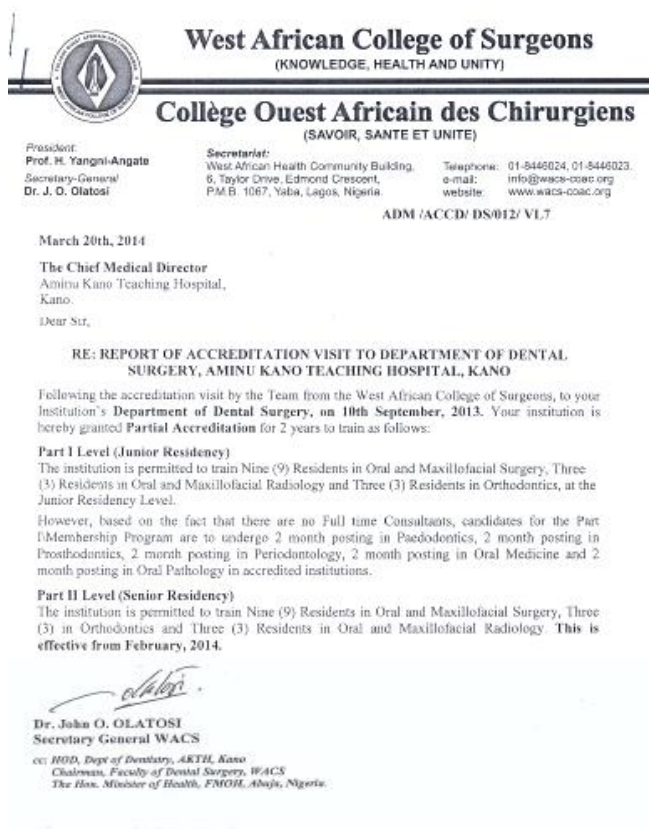 West African College of Surgeons
(KNOWLEDGE, HEALTH AND UNITY)
Collège Ouest Africain des Chirurgiens
(SAVOIR, SANTE ET UNITE)
President:
Prof. H. Yangni-Angate
Secretary-General
Dr. J. O. Olatosi
Secretariat:
West African Health Community Building,
6, Taylor Drive, Edmond Crescent,
P.M.B. 1067, Yaba, Lagos, Nigeria.
Telephone: 01-8446024, 01-8446023.
e-mail: info@wacs-coac.org
website: www.wacs-coac.org
ADM /ACCD/ DS/012/ VL7
March 20th, 2014
The Chief Medical Director
Aminu Kano Teaching Hospital,
Kano.
Dear Sir,
RE: REPORT OF ACCREDITATION VISIT TO DEPARTMENT OF DENTAL
SURGERY, AMINU KANO TEACHING HOSPITAL, KANO
Following the accreditation visit by the Team from the West African College of Surgeons, to your
Institution's Department of Dental Surgery, on 10th September, 2013. Your institution is
hereby granted Partial Accreditation for 2 years to train as follows:
Part I Level (Junior Residency)
The institution is permitted to train Nine (9) Residents in Oral and Maxillofacial Surgery, Three
(3) Residents in Oral and Maxillofacial Radiology and Three (3) Residents in Orthodontics, at the
Junior Residency Level.
However, based on the fact that there are no Full time Consultants, candidates for the Part
I\Membership Program are to undergo 2 month posting in Paedodontics, 2 month posting in
Prosthodontics, 2 month posting in Periodontology, 2 month posting in Oral Medicine and 2
month posting in Oral Pathology in accredited institutions.
Part II Level (Senior Residency)
The institution is permitted to train Nine (9) Residents in Oral and Maxillofacial Surgery, Three
(3) in Orthodontics and Three (3) Residents in Oral and Maxillofacial Radiology. This is
effective from February, 2014.
Olatosi
Dr. John O. OLATOSI
Secretary General WACS
cc: HOD, Dept of Dentistry, AKTH, Kano
Chairman, Faculty of Dental Surgery, WACS
The Hon. Minister of Health, FMOH, Abuja, Nigeria.